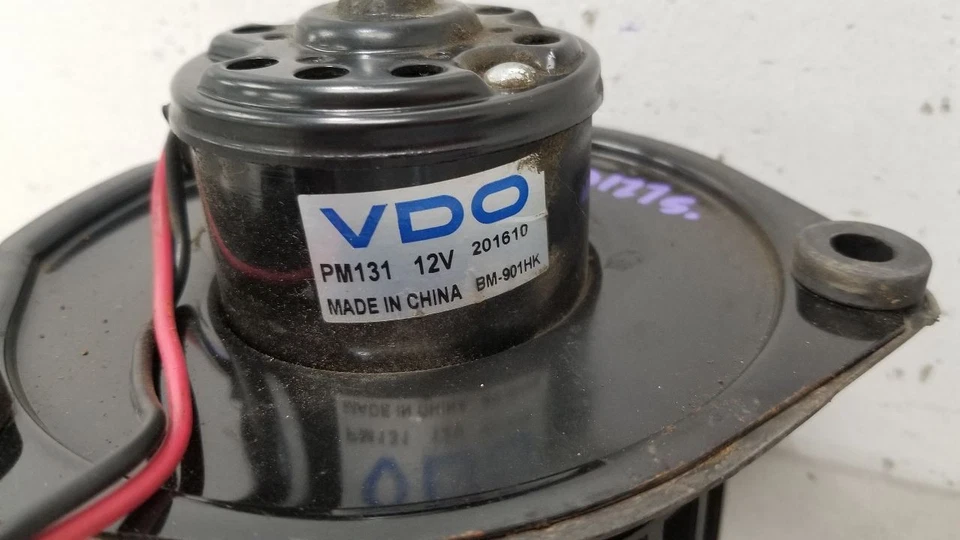 VDO
PM131 12V 201610
MADE IN CHINA BM-901HK